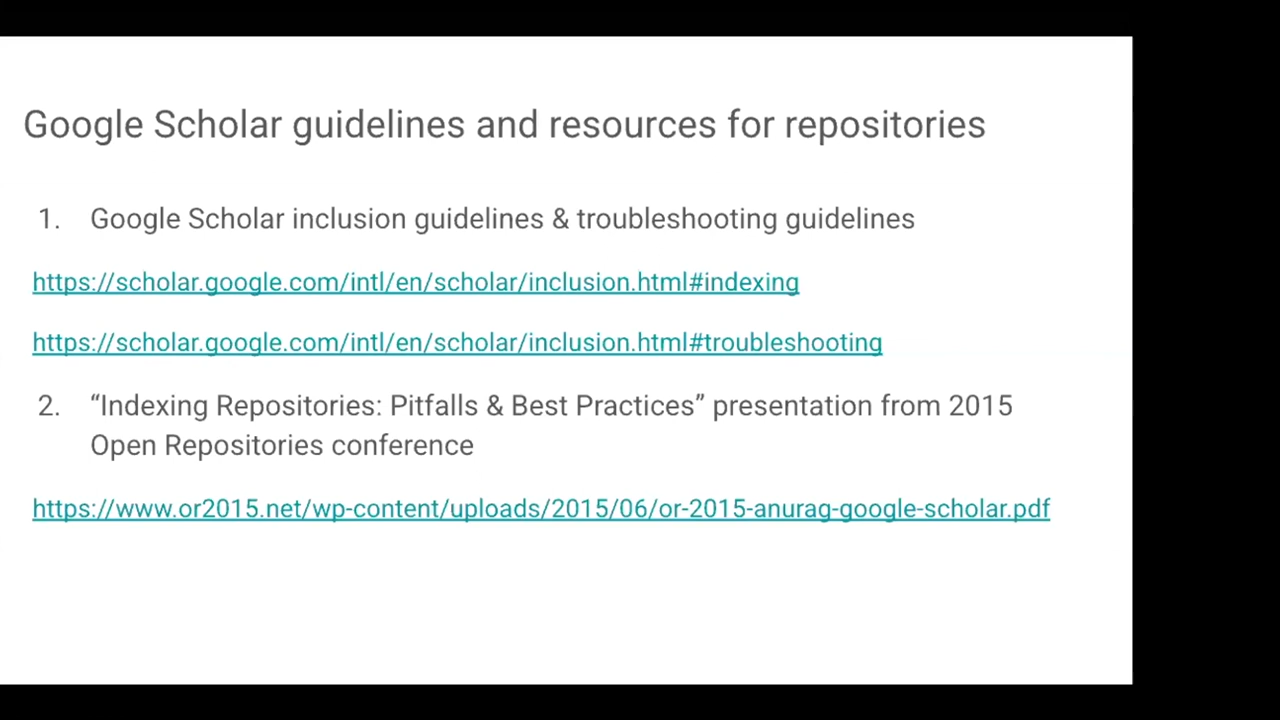 Google Scholar guidelines and resources for repositories
1. Google Scholar inclusion guidelines & troubleshooting guidelines
https://scholar.google.com/intl/en/scholar/inclusion.html#indexing
https://scholar.google.com/intl/en/scholar/inclusion.html#troubleshooting
2. “Indexing Repositories: Pitfalls & Best Practices” presentation from 2015
Open Repositories conference
https://www.or2015.net/wp-content/uploads/2015/06/or-2015-anurag-google-scholar.pdf